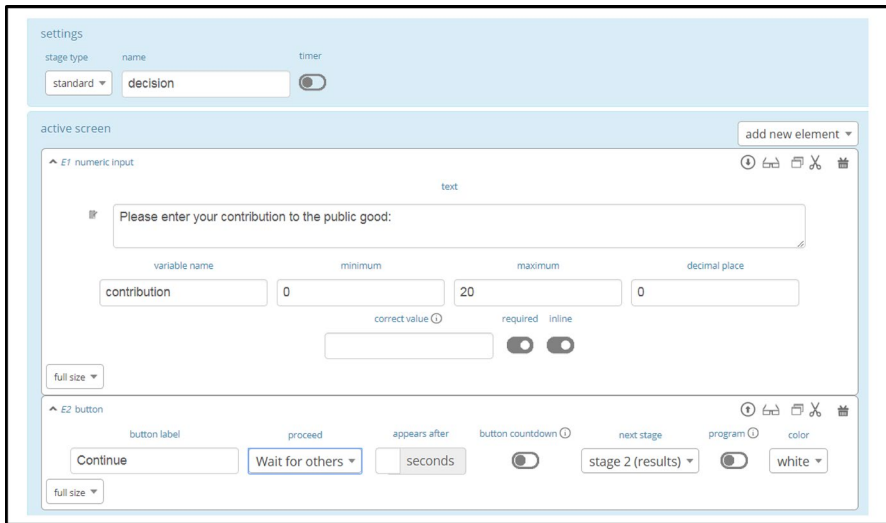 settings
stage type name timer
standard decision
active screen
add new element
E1 numeric input
text
Please enter your contribution to the public good:
variable name minimum maximum decimal place
contribution 0 20 0
correct value required inline
full size
E2 button
button label proceed appears after button countdown next stage program color
Continue Wait for others seconds stage 2 (results) white
full size